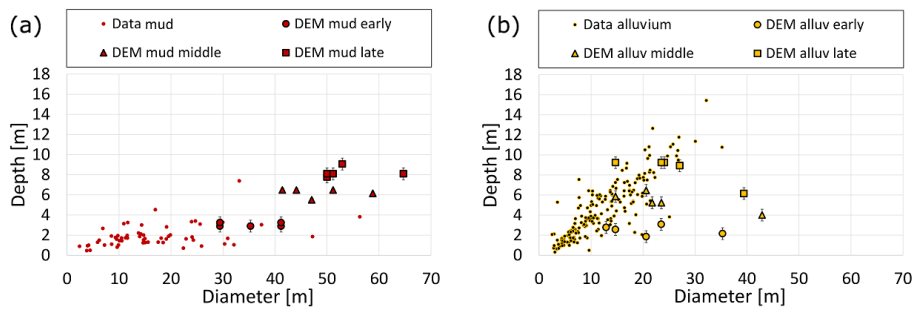 (a)
Data mud DEM mud early
DEM mud middle DEM mud late
Depth [m]
18
16
14
12
10
8
6
4
2
0
0 10 20 30 40 50 60 70
Diameter [m]
(b)
Data alluvium DEM alluv early
DEM alluv middle DEM alluv late
Depth [m]
18
16
14
12
10
8
6
4
2
0
0 10 20 30 40 50 60 70
Diameter [m]